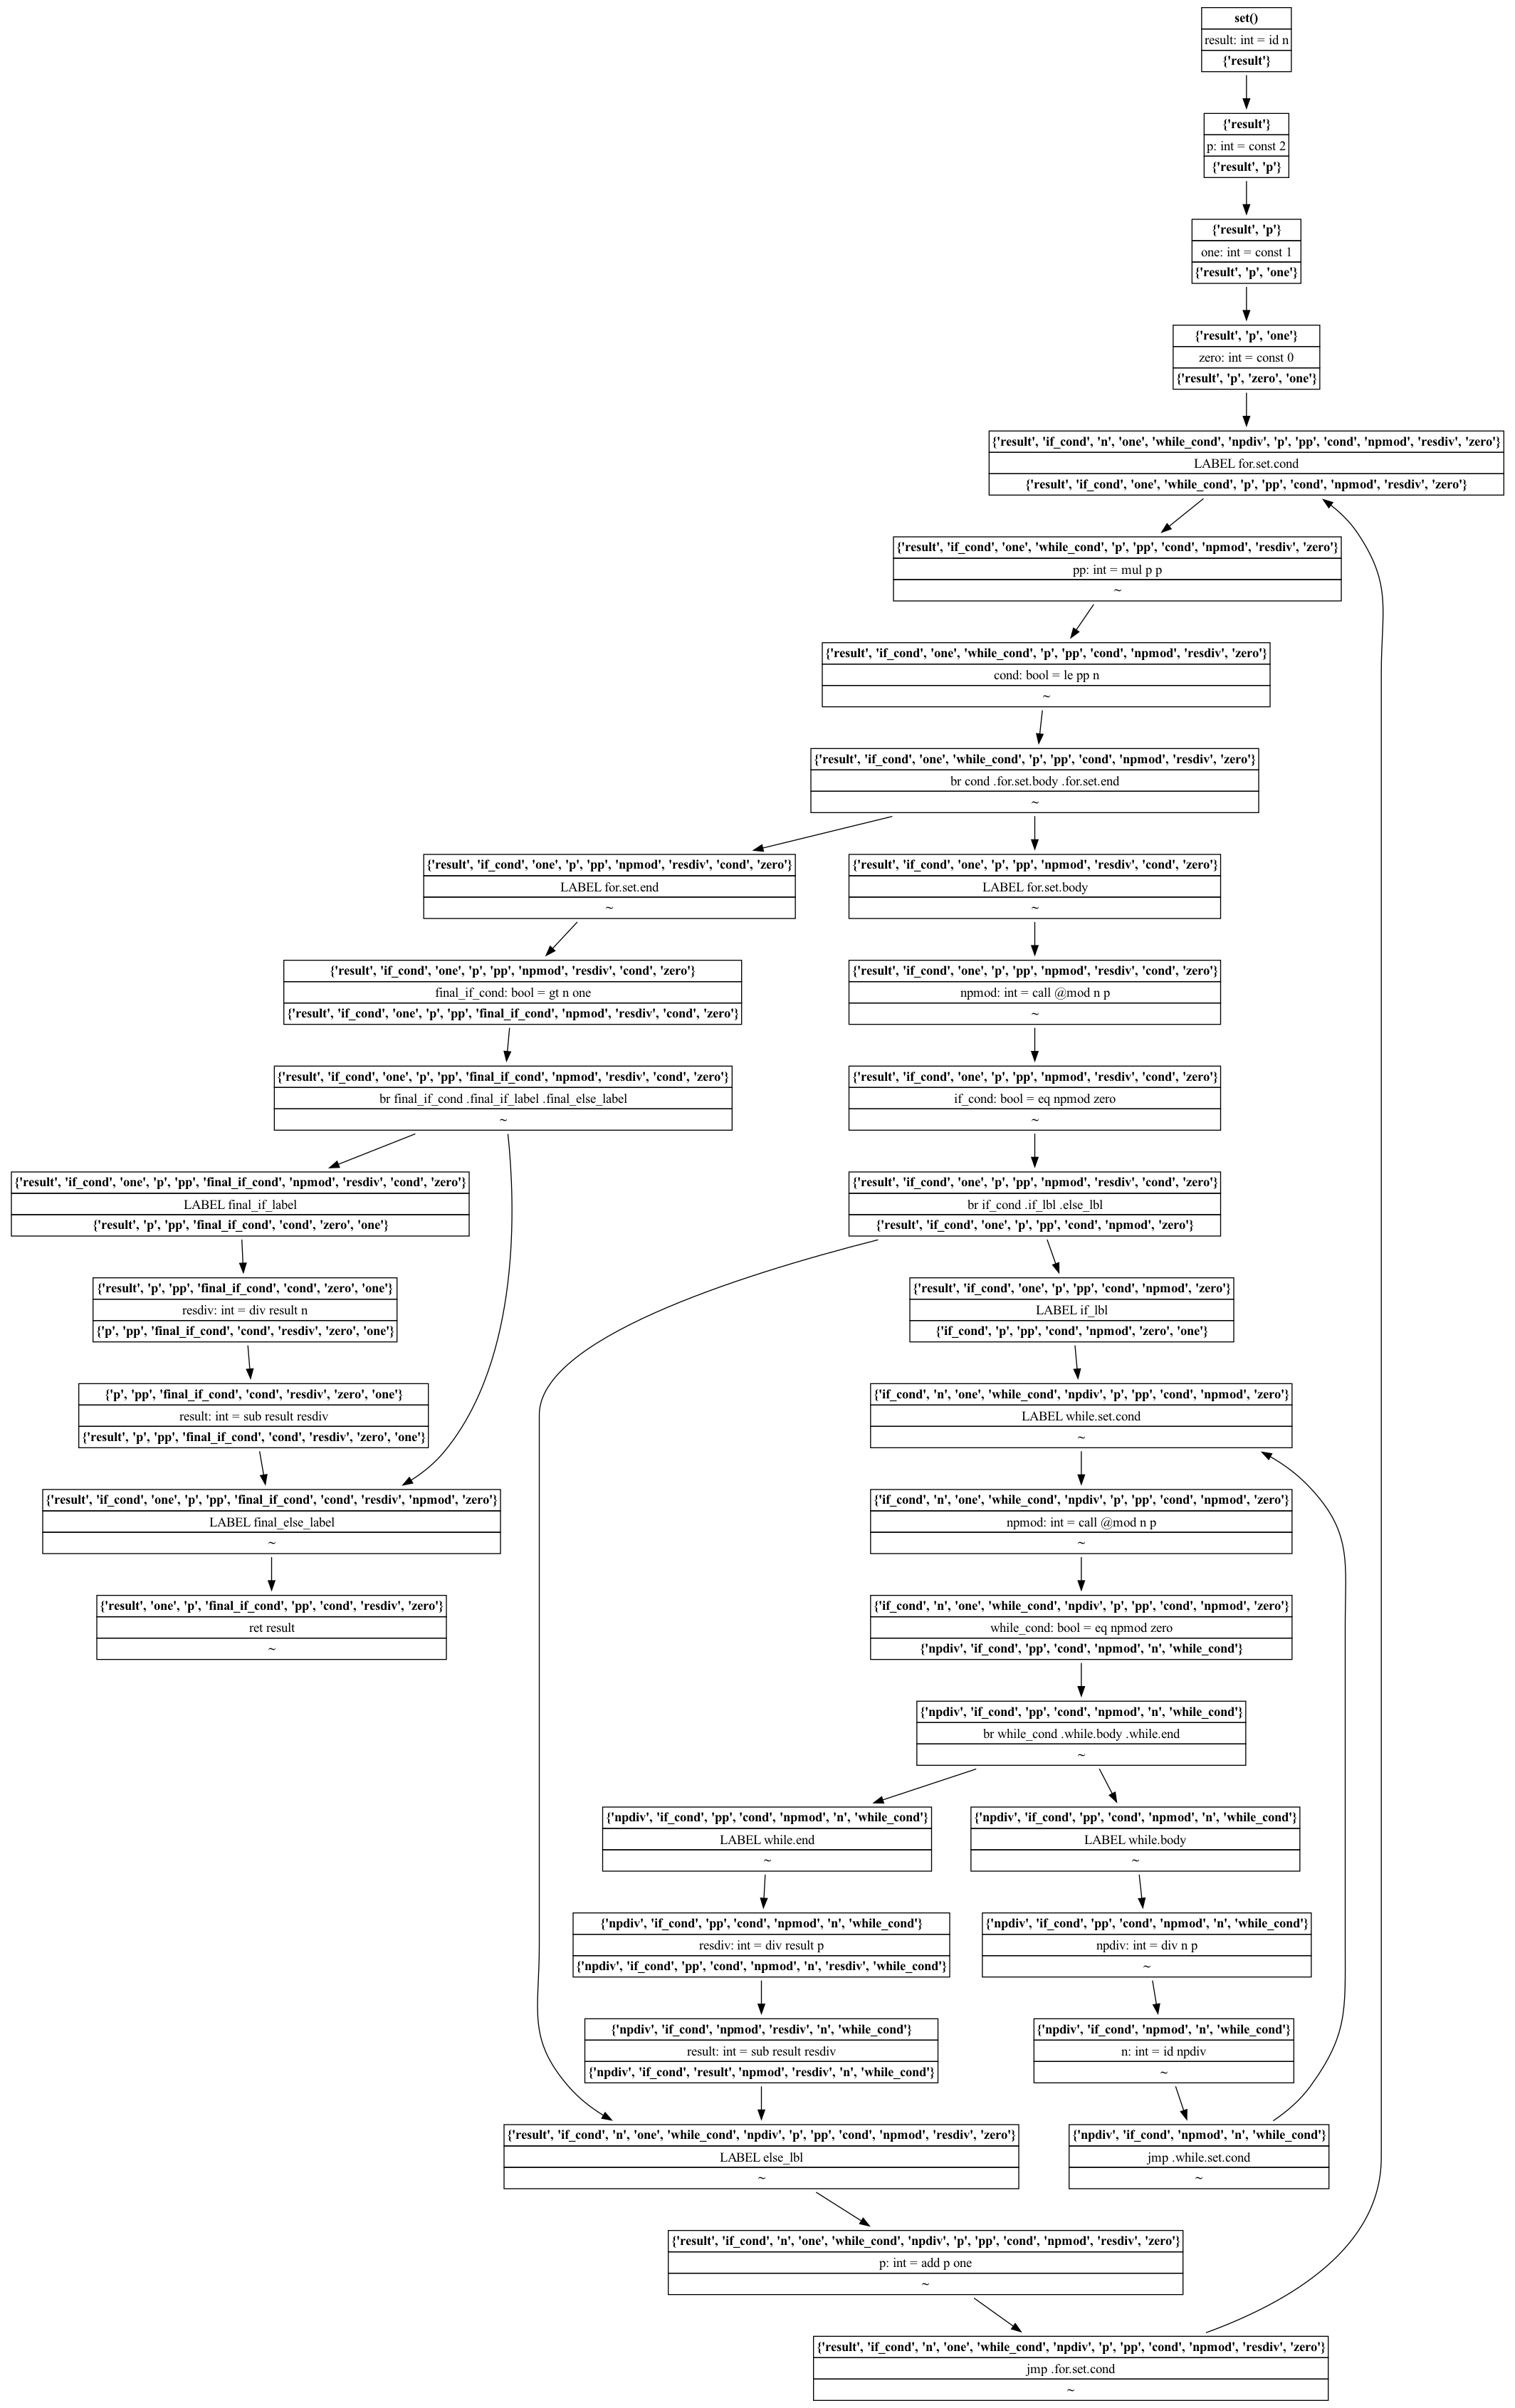 set()
result: int = id n
{'result'}
{'result'}
p: int = const 2
{'result', 'p'}
{'result', 'p'}
one: int = const 1
{'result', 'p', 'one'}
{'result', 'p', 'one'}
zero: int = const 0
{'result', 'p', 'zero', 'one'}
{'result', 'if_cond', 'n', 'one', 'while_cond', 'npdiv', 'p', 'pp', 'cond', 'npmod', 'resdiv', 'zero'}
LABEL for.set.cond
{'result', 'if_cond', 'one', 'while_cond', 'p', 'pp', 'cond', 'npmod', 'resdiv', 'zero'}
{'result', 'if_cond', 'one', 'while_cond', 'p', 'pp', 'cond', 'npmod', 'resdiv', 'zero'}
pp: int = mul p p
~
{'result', 'if_cond', 'one', 'while_cond', 'p', 'pp', 'cond', 'npmod', 'resdiv', 'zero'}
cond: bool = le pp n
~
{'result', 'if_cond', 'one', 'while_cond', 'p', 'pp', 'cond', 'npmod', 'resdiv', 'zero'}
br cond .for.set.body .for.set.end
~
{'result', 'if_cond', 'one', 'p', 'pp', 'npmod', 'resdiv', 'cond', 'zero'}
LABEL for.set.end
~
{'result', 'if_cond', 'one', 'p', 'pp', 'npmod', 'resdiv', 'cond', 'zero'}
LABEL for.set.body
~
{'result', 'if_cond', 'one', 'p', 'pp', 'npmod', 'resdiv', 'cond', 'zero'}
final_if_cond: bool = gt n one
{'result', 'if_cond', 'one', 'p', 'pp', 'final_if_cond', 'npmod', 'resdiv', 'cond', 'zero'}
{'result', 'if_cond', 'one', 'p', 'pp', 'npmod', 'resdiv', 'cond', 'zero'}
npmod: int = call @mod n p
~
{'result', 'if_cond', 'one', 'p', 'pp', 'final_if_cond', 'npmod', 'resdiv', 'cond', 'zero'}
br final_if_cond .final_if_label .final_else_label
~
{'result', 'if_cond', 'one', 'p', 'pp', 'npmod', 'resdiv', 'cond', 'zero'}
if_cond: bool = eq npmod zero
~
{'result', 'if_cond', 'one', 'p', 'pp', 'final_if_cond', 'npmod', 'resdiv', 'cond', 'zero'}
LABEL final_if_label
{'result', 'p', 'pp', 'final_if_cond', 'cond', 'zero', 'one'}
{'result', 'if_cond', 'one', 'p', 'pp', 'npmod', 'resdiv', 'cond', 'zero'}
br if_cond .if_lbl .else_lbl
{'result', 'if_cond', 'one', 'p', 'pp', 'cond', 'npmod', 'zero'}
{'result', 'p', 'pp', 'final_if_cond', 'cond', 'zero', 'one'}
resdiv: int = div result n
{'p', 'pp', 'final_if_cond', 'cond', 'resdiv', 'zero', 'one'}
{'result', 'if_cond', 'one', 'p', 'pp', 'cond', 'npmod', 'zero'}
LABEL if_lbl
{'if_cond', 'p', 'pp', 'cond', 'npmod', 'zero', 'one'}
{'p', 'pp', 'final_if_cond', 'cond', 'resdiv', 'zero', 'one'}
result: int = sub result resdiv
{'result', 'p', 'pp', 'final_if_cond', 'cond', 'resdiv', 'zero', 'one'}
{'if_cond', 'n', 'one', 'while_cond', 'npdiv', 'p', 'pp', 'cond', 'npmod', 'zero'}
LABEL while.set.cond
~
{'result', 'if_cond', 'one', 'p', 'pp', 'final_if_cond', 'cond', 'resdiv', 'npmod', 'zero'}
LABEL final_else_label
~
{'if_cond', 'n', 'one', 'while_cond', 'npdiv', 'p', 'pp', 'cond', 'npmod', 'zero'}
npmod: int = call @mod n p
~
{'result', 'one', 'p', 'final_if_cond', 'pp', 'cond', 'resdiv', 'zero'}
ret result
~
{'if_cond', 'n', 'one', 'while_cond', 'npdiv', 'p', 'pp', 'cond', 'npmod', 'zero'}
while_cond: bool = eq npmod zero
{'npdiv', 'if_cond', 'pp', 'cond', 'npmod', 'n', 'while_cond'}
{'npdiv', 'if_cond', 'pp', 'cond', 'npmod', 'n', 'while_cond'}
br while_cond .while.body .while.end
~
{'npdiv', 'if_cond', 'pp', 'cond', 'npmod', 'n', 'while_cond'}
LABEL while.end
~
{'npdiv', 'if_cond', 'pp', 'cond', 'npmod', 'n', 'while_cond'}
LABEL while.body
~
{'npdiv', 'if_cond', 'pp', 'cond', 'npmod', 'n', 'while_cond'}
resdiv: int = div result p
{'npdiv', 'if_cond', 'pp', 'cond', 'npmod', 'n', 'resdiv', 'while_cond'}
{'npdiv', 'if_cond', 'pp', 'cond', 'npmod', 'n', 'while_cond'}
npdiv: int = div n p
~
{'npdiv', 'if_cond', 'npmod', 'resdiv', 'n', 'while_cond'}
result: int = sub result resdiv
{'npdiv', 'if_cond', 'result', 'npmod', 'resdiv', 'n', 'while_cond'}
{'npdiv', 'if_cond', 'npmod', 'n', 'while_cond'}
n: int = id npdiv
~
{'result', 'if_cond', 'n', 'one', 'while_cond', 'npdiv', 'p', 'pp', 'cond', 'npmod', 'resdiv', 'zero'}
LABEL else_lbl
~
{'npdiv', 'if_cond', 'npmod', 'n', 'while_cond'}
jmp .while.set.cond
~
{'result', 'if_cond', 'n', 'one', 'while_cond', 'npdiv', 'p', 'pp', 'cond', 'npmod', 'resdiv', 'zero'}
p: int = add p one
~
{'result', 'if_cond', 'n', 'one', 'while_cond', 'npdiv', 'p', 'pp', 'cond', 'npmod', 'resdiv', 'zero'}
jmp .for.set.cond
~